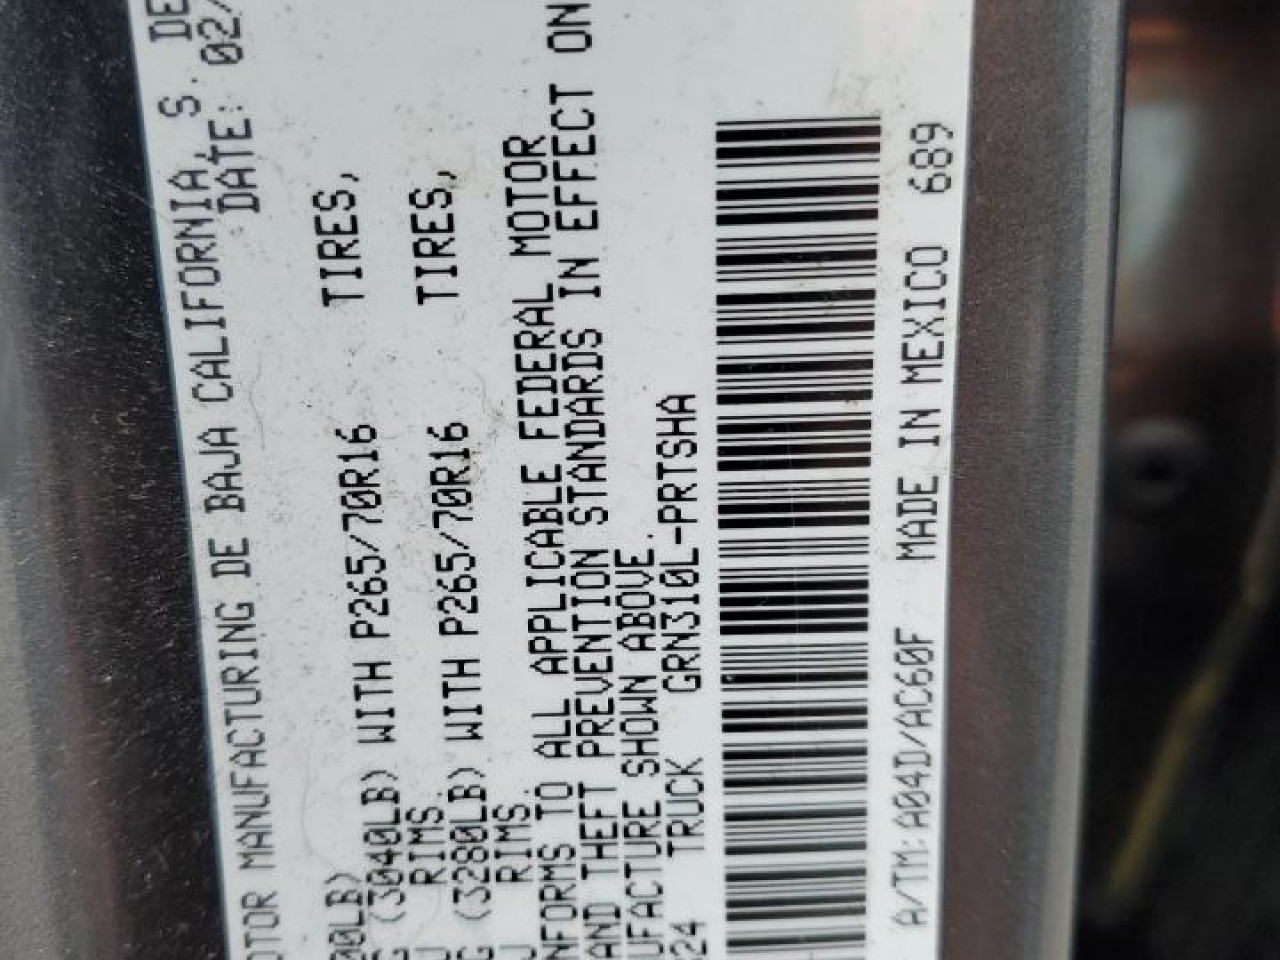 OTOR MANUFACTURING DE BAJA CALIFORNIA, S. DE
DATE: 02/
00LB)
G (3040LB) WITH P265/70R16 TIRES,
J RIMS.
G (3280LB) WITH P265/70R16 TIRES,
J RIMS.
NFORMS TO ALL APPLICABLE FEDERAL MOTOR
AND THEFT PREVENTION STANDARDS IN EFFECT ON
UFACTURE SHOWN ABOVE.
24 TRUCK GRN310L-PRTSHA
A/TM:A04D/AC60F MADE IN MEXICO 689